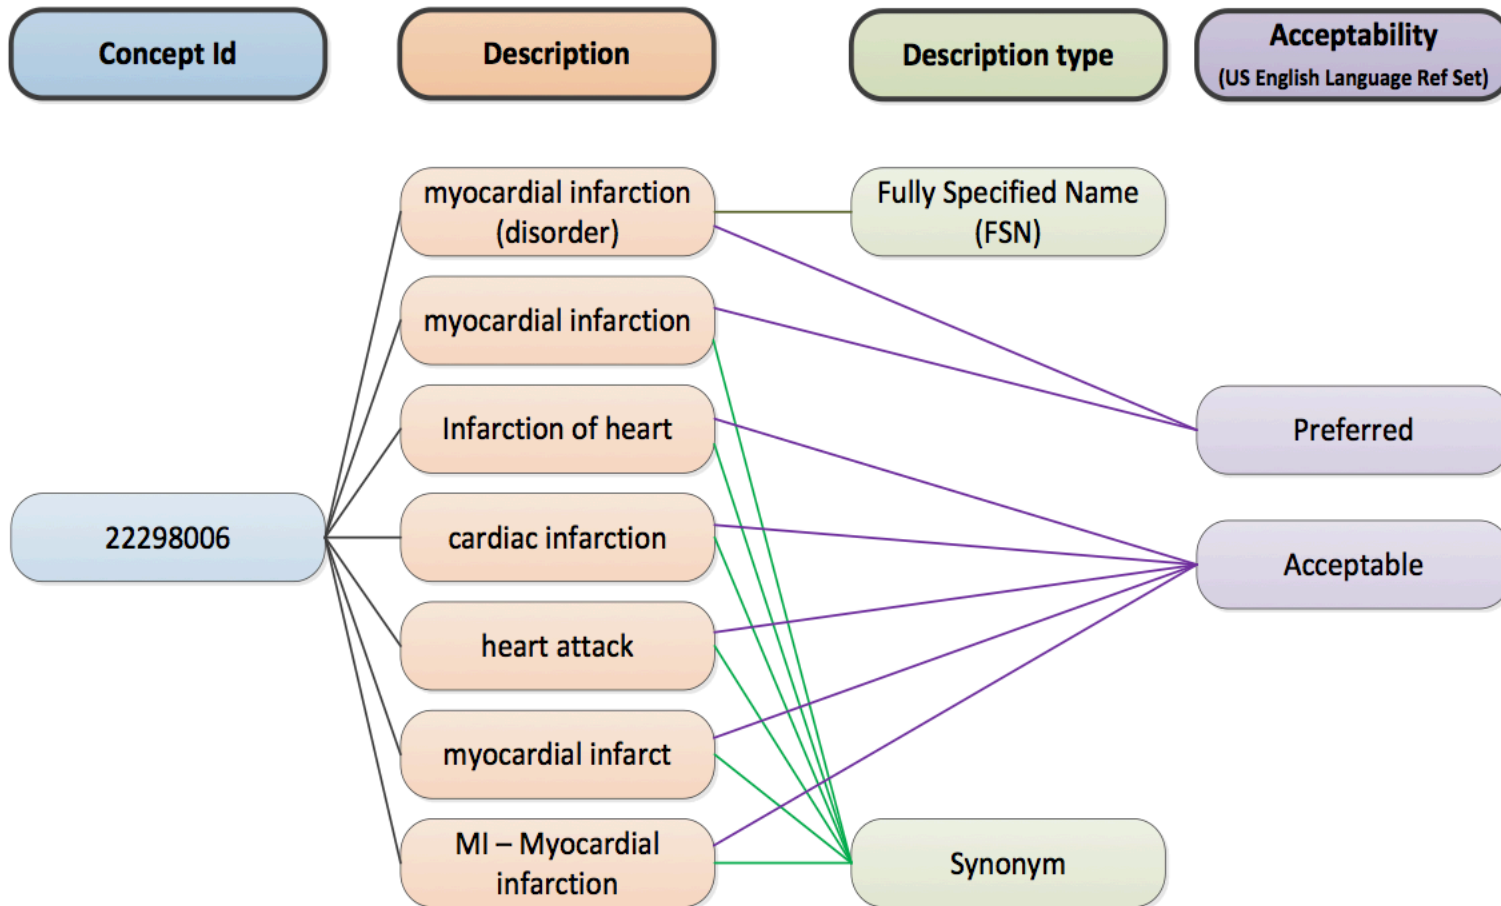 Concept Id
Description
Description type
Acceptability
(US English Language Ref Set)
myocardial infarction
(disorder)
Fully Specified Name
(FSN)
myocardial infarction
Infarction of heart
Preferred
22298006
cardiac infarction
Acceptable
heart attack
myocardial infarct
MI – Myocardial
infarction
Synonym